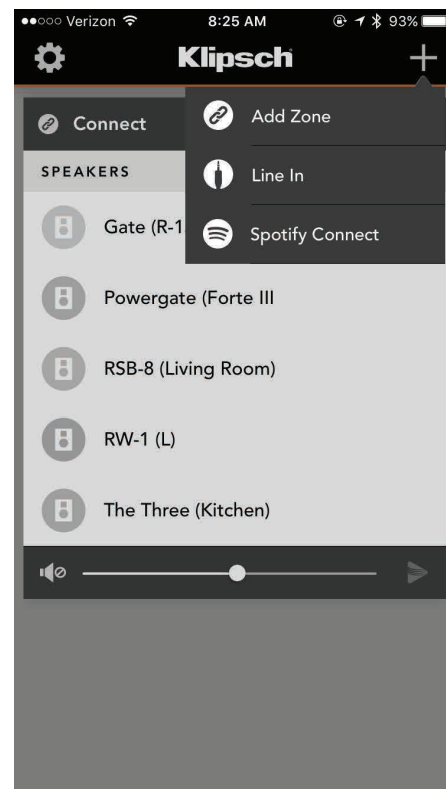 Verizon 8:25 AM 93%
Klipsch
Connect
Add Zone
Line In
Spotify Connect
SPEAKERS
Gate (R-1
Powergate (Forte III
RSB-8 (Living Room)
RW-1 (L)
The Three (Kitchen)